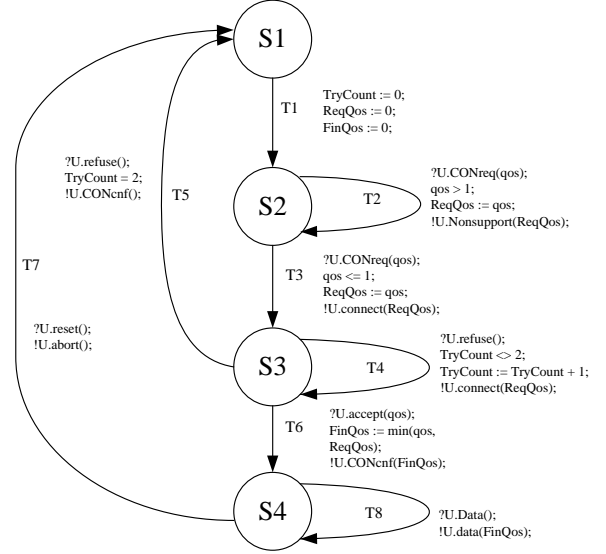 S1
T1
TryCount := 0;
ReqQos := 0;
FinQos := 0;
?U.refuse();
TryCount = 2;
!U.CONcnf();
T5
S2
T2
?U.CONreq(qos);
qos > 1;
ReqQos := qos;
!U.Nonsupport(ReqQos);
T7
T3
?U.CONreq(qos);
qos <= 1;
ReqQos := qos;
!U.connect(ReqQos);
?U.reset();
!U.abort();
S3
T4
?U.refuse();
TryCount <> 2;
TryCount := TryCount + 1;
!U.connect(ReqQos);
T6
?U.accept(qos);
FinQos := min(qos,
ReqQos);
!U.CONcnf(FinQos);
S4
T8
?U.Data();
!U.data(FinQos);